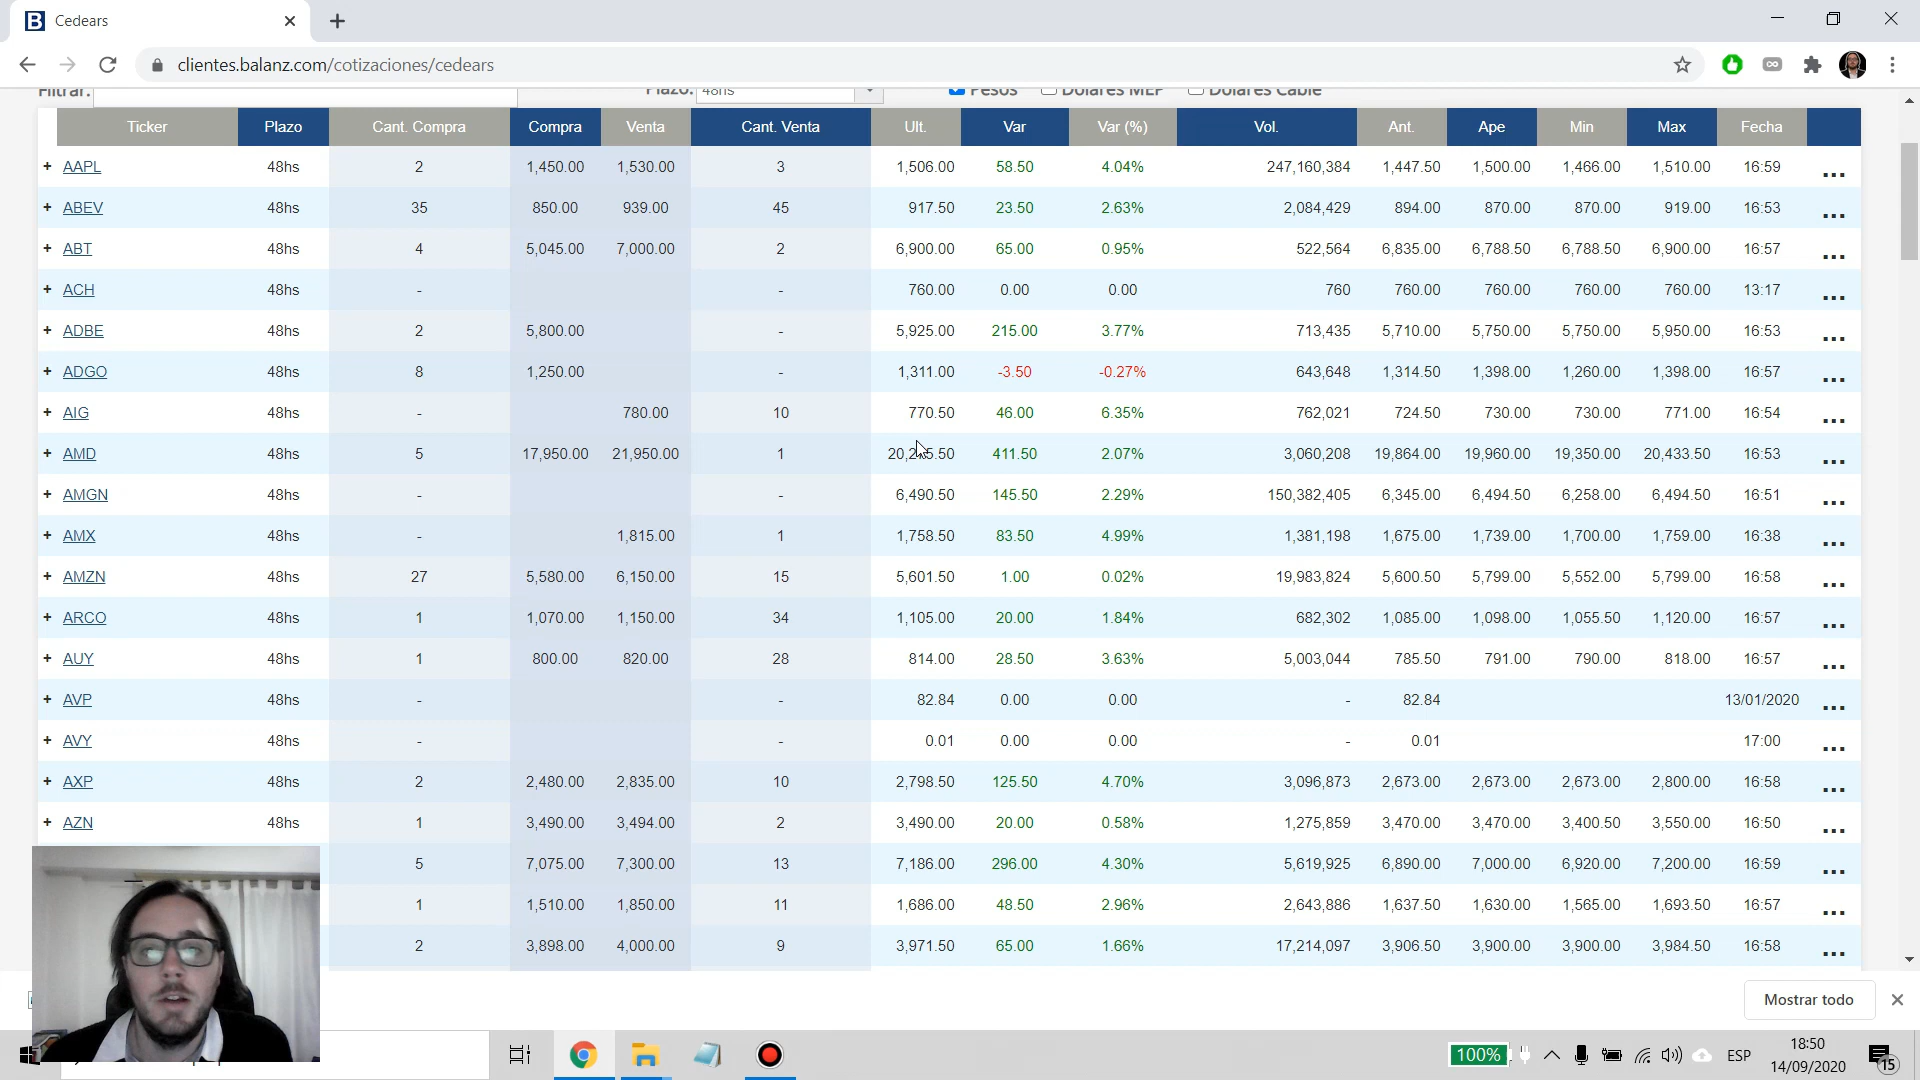 Cedears
clientes.balanz.com/cotizaciones/cedears
Filtrar: Plazo: 48hs Pesos Dólares MEP Dólares Cable
Ticker Plazo Cant. Compra Compra Venta Cant. Venta Ult. Var Var (%) Vol. Ant. Ape Min Max Fecha
+ AAPL 48hs 2 1,450.00 1,530.00 3 1,506.00 58.50 4.04% 247,160,384 1,447.50 1,500.00 1,466.00 1,510.00 16:59 ...
+ ABEV 48hs 35 850.00 939.00 45 917.50 23.50 2.63% 2,084,429 894.00 870.00 870.00 919.00 16:53 ...
+ ABT 48hs 4 5,045.00 7,000.00 2 6,900.00 65.00 0.95% 522,564 6,835.00 6,788.50 6,788.50 6,900.00 16:57 ...
+ ACH 48hs - - 760.00 0.00 0.00 760 760.00 760.00 760.00 760.00 13:17 ...
+ ADBE 48hs 2 5,800.00 - 5,925.00 215.00 3.77% 713,435 5,710.00 5,750.00 5,750.00 5,950.00 16:53 ...
+ ADGO 48hs 8 1,250.00 - 1,311.00 -3.50 -0.27% 643,648 1,314.50 1,398.00 1,260.00 1,398.00 16:57 ...
+ AIG 48hs - 780.00 10 770.50 46.00 6.35% 762,021 724.50 730.00 730.00 771.00 16:54 ...
+ AMD 48hs 5 17,950.00 21,950.00 1 411.50 2.07% 3,060,208 19,864.00 19,960.00 19,350.00 20,433.50 16:53 ...
+ AMGN 48hs - - 6,490.50 145.50 2.29% 150,382,405 6,345.00 6,494.50 6,258.00 6,494.50 16:51 ...
+ AMX 48hs - 1,815.00 1 1,758.50 83.50 4.99% 1,381,198 1,675.00 1,739.00 1,700.00 1,759.00 16:38 ...
+ AMZN 48hs 27 5,580.00 6,150.00 15 5,601.50 1.00 0.02% 19,983,824 5,600.50 5,799.00 5,552.00 5,799.00 16:58 ...
+ ARCO 48hs 1 1,070.00 1,150.00 34 1,105.00 20.00 1.84% 682,302 1,085.00 1,098.00 1,055.50 1,120.00 16:57 ...
+ AUY 48hs 1 800.00 820.00 28 814.00 28.50 3.63% 5,003,044 785.50 791.00 790.00 818.00 16:57 ...
+ AVP 48hs - - 82.84 0.00 0.00 - 82.84 13/01/2020 ...
+ AVY 48hs - - 0.01 0.00 0.00 - 0.01 17:00 ...
+ AXP 48hs 2 2,480.00 2,835.00 10 2,798.50 125.50 4.70% 3,096,873 2,673.00 2,673.00 2,673.00 2,800.00 16:58 ...
+ AZN 48hs 1 3,490.00 3,494.00 2 3,490.00 20.00 0.58% 1,275,859 3,470.00 3,470.00 3,400.50 3,550.00 16:50 ...
5 7,075.00 7,300.00 13 7,186.00 296.00 4.30% 5,619,925 6,890.00 7,000.00 6,920.00 7,200.00 16:59 ...
1 1,510.00 1,850.00 11 1,686.00 48.50 2.96% 2,643,886 1,637.50 1,630.00 1,565.00 1,693.50 16:57 ...
2 3,898.00 4,000.00 9 3,971.50 65.00 1.66% 17,214,097 3,906.50 3,900.00 3,900.00 3,984.50 16:58 ...
Mostrar todo
100% ESP 18:50
14/09/2020
15